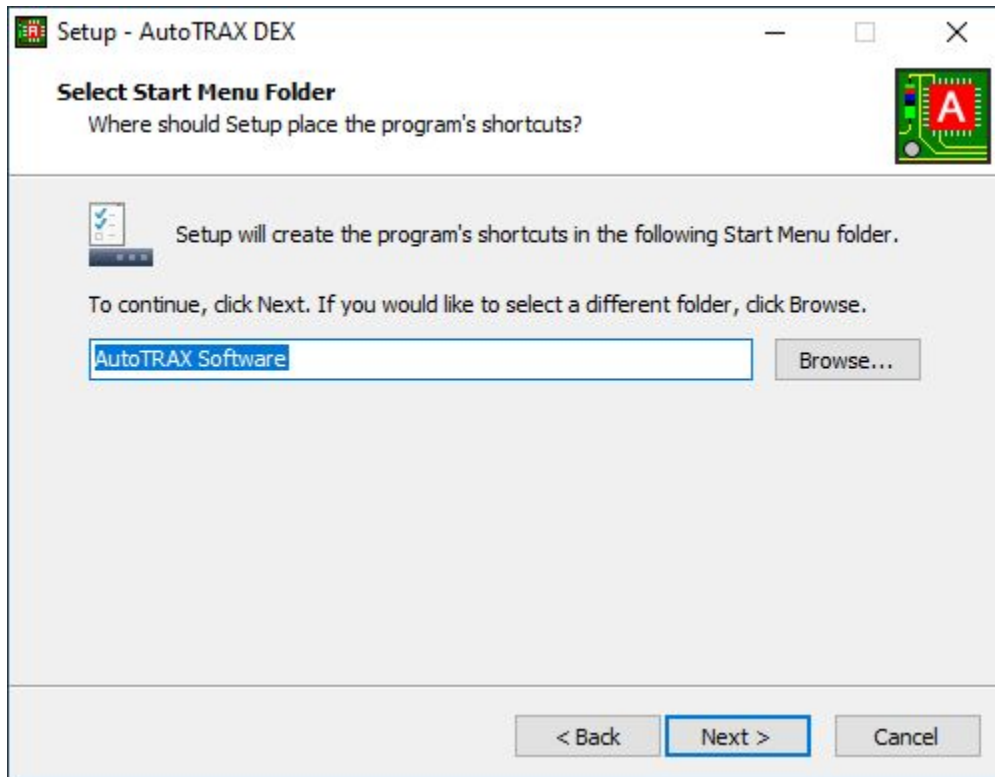 Setup - AutoTRAX DEX
Select Start Menu Folder
Where should Setup place the program's shortcuts?
A
Setup will create the program's shortcuts in the following Start Menu folder.
To continue, click Next. If you would like to select a different folder, click Browse.
AutoTRAX Software
Browse...
< Back
Next >
Cancel